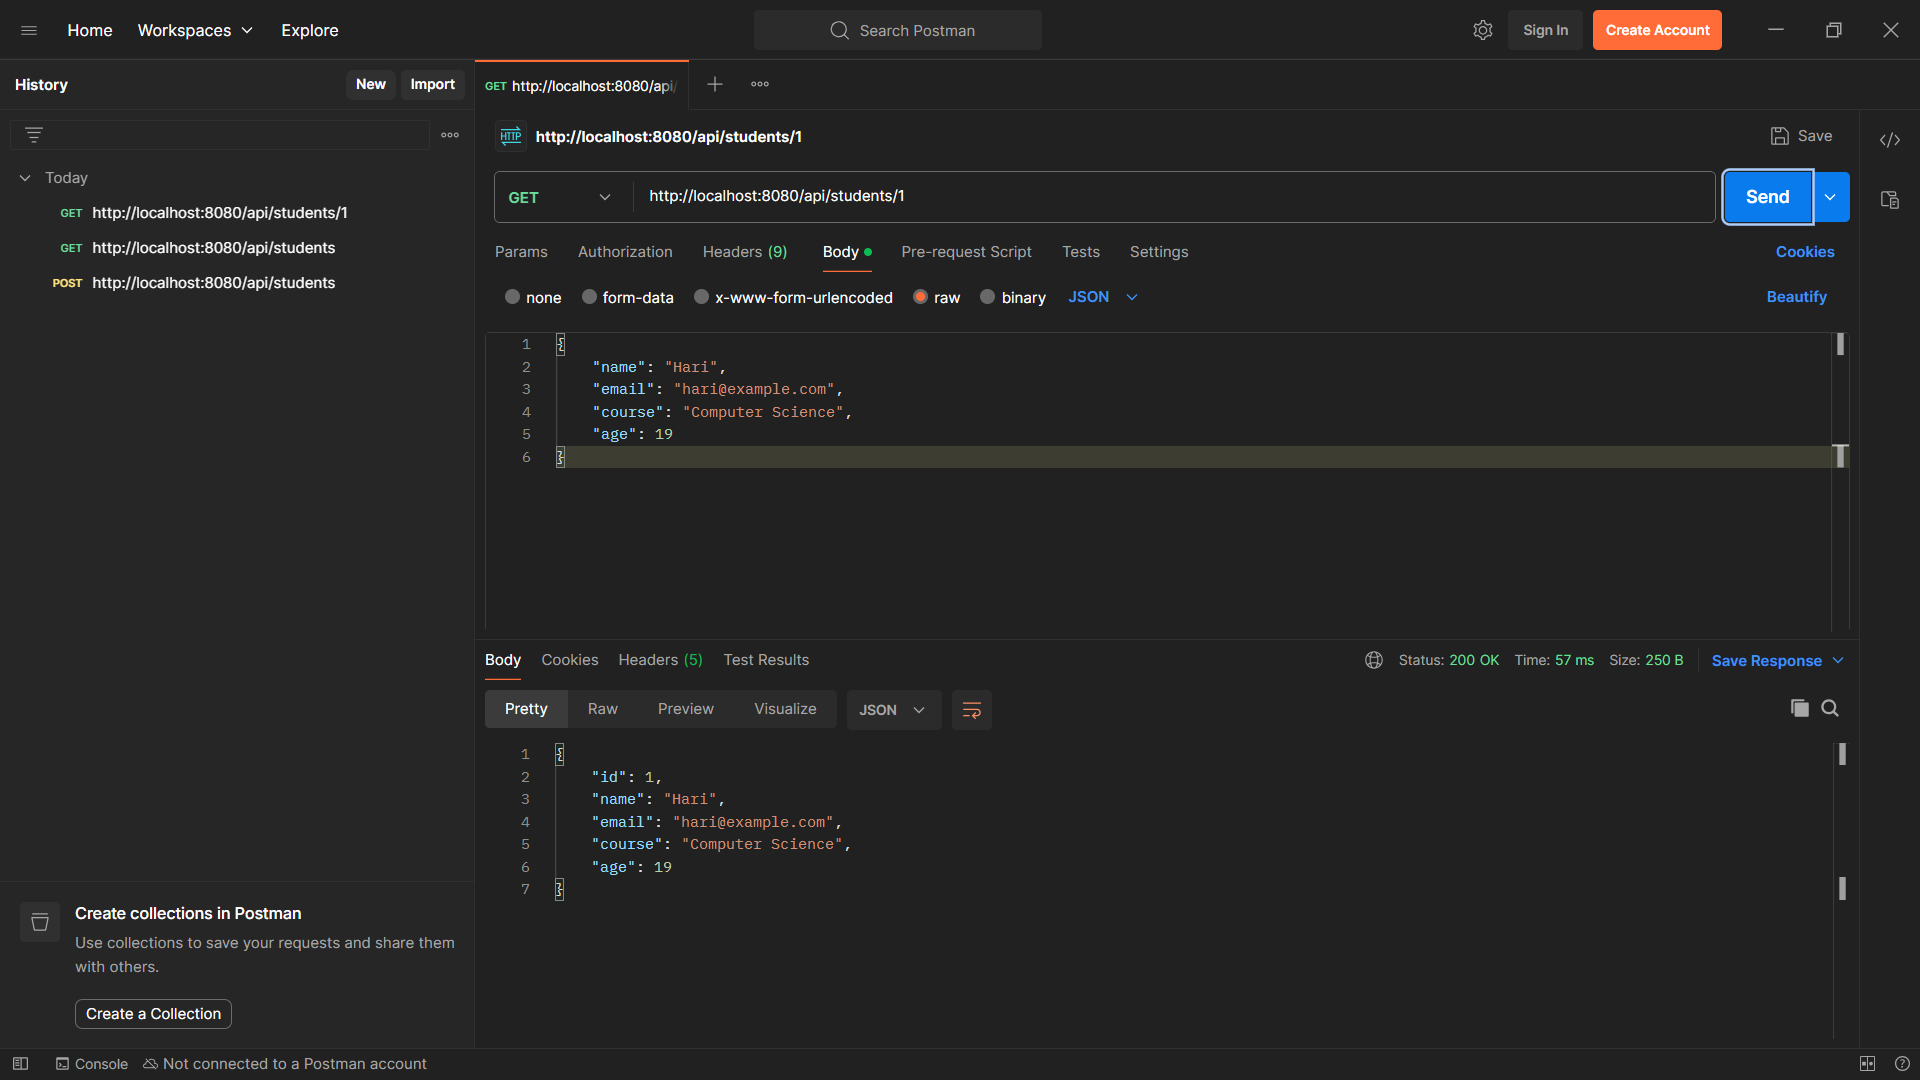 Home Workspaces Explore Search Postman Sign In Create Account
History New Import
GET http://localhost:8080/api/
http://localhost:8080/api/students/1 Save
Today
GET http://localhost:8080/api/students/1
GET http://localhost:8080/api/students
POST http://localhost:8080/api/students
GET http://localhost:8080/api/students/1 Send
Params Authorization Headers (9) Body Pre-request Script Tests Settings Cookies
none form-data x-www-form-urlencoded raw binary JSON Beautify
1 {
2 "name": "Hari",
3 "email": "hari@example.com",
4 "course": "Computer Science",
5 "age": 19
6 }
Body Cookies Headers (5) Test Results Status: 200 OK Time: 57 ms Size: 250 B Save Response
Pretty Raw Preview Visualize JSON
1 {
2 "id": 1,
3 "name": "Hari",
4 "email": "hari@example.com",
5 "course": "Computer Science",
6 "age": 19
7 }
Create collections in Postman
Use collections to save your requests and share them
with others.
Create a Collection
Console Not connected to a Postman account